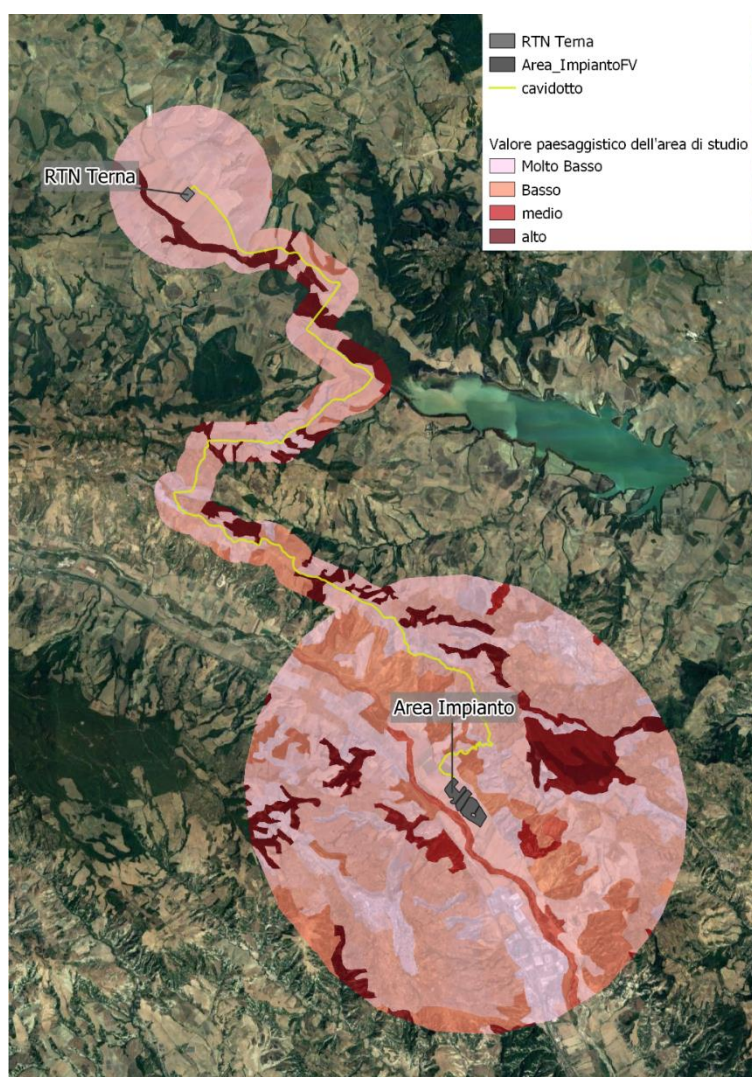 RTN Terna
Area_ImpiantoFV
cavidotto
Valore paesaggistico dell'area di studio
Molto Basso
Basso
medio
alto
RTN Terna
Area Impianto